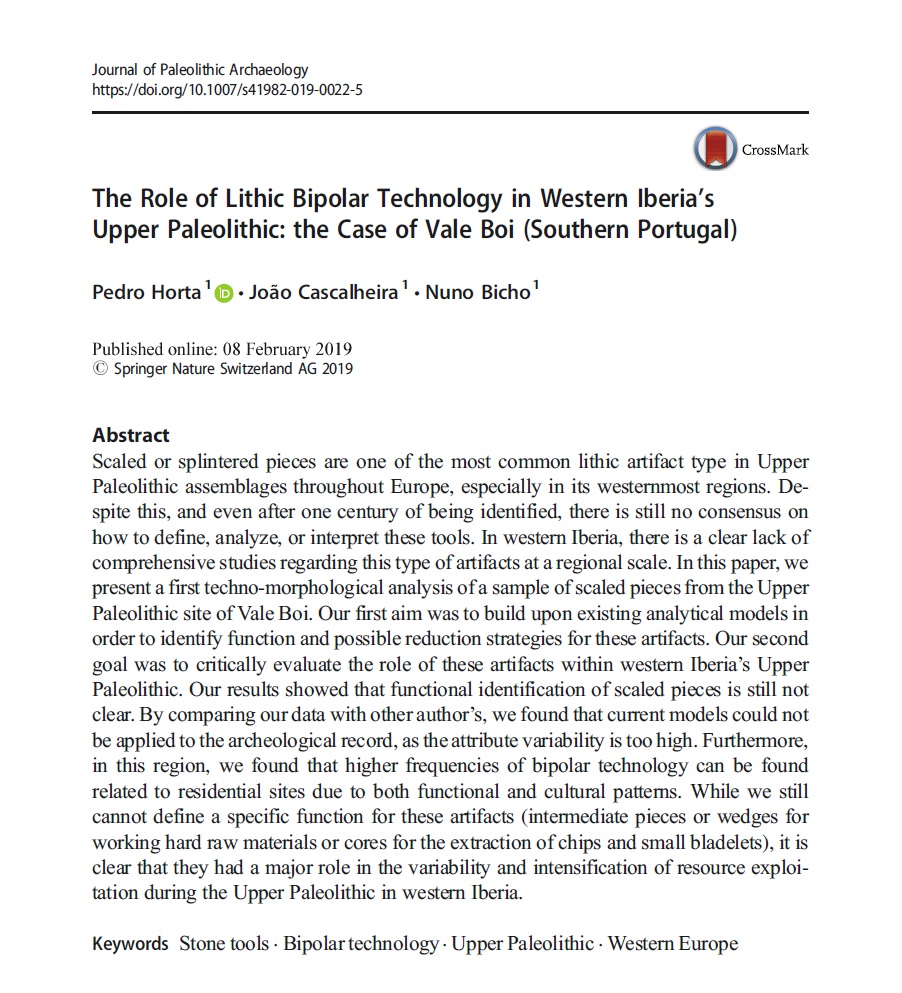 Journal of Paleolithic Archaeology
https://doi.org/10.1007/s41982-019-0022-5
CrossMark
The Role of Lithic Bipolar Technology in Western Iberia's
Upper Paleolithic: the Case of Vale Boi (Southern Portugal)
Pedro Horta 1 iD · João Cascalheira 1 · Nuno Bicho 1
Published online: 08 February 2019
© Springer Nature Switzerland AG 2019
Abstract
Scaled or splintered pieces are one of the most common lithic artifact type in Upper
Paleolithic assemblages throughout Europe, especially in its westernmost regions. De-
spite this, and even after one century of being identified, there is still no consensus on
how to define, analyze, or interpret these tools. In western Iberia, there is a clear lack of
comprehensive studies regarding this type of artifacts at a regional scale. In this paper, we
present a first techno-morphological analysis of a sample of scaled pieces from the Upper
Paleolithic site of Vale Boi. Our first aim was to build upon existing analytical models in
order to identify function and possible reduction strategies for these artifacts. Our second
goal was to critically evaluate the role of these artifacts within western Iberia's Upper
Paleolithic. Our results showed that functional identification of scaled pieces is still not
clear. By comparing our data with other author's, we found that current models could not
be applied to the archeological record, as the attribute variability is too high. Furthermore,
in this region, we found that higher frequencies of bipolar technology can be found
related to residential sites due to both functional and cultural patterns. While we still
cannot define a specific function for these artifacts (intermediate pieces or wedges for
working hard raw materials or cores for the extraction of chips and small bladelets), it is
clear that they had a major role in the variability and intensification of resource exploi-
tation during the Upper Paleolithic in western Iberia.
Keywords Stone tools · Bipolar technology · Upper Paleolithic · Western Europe